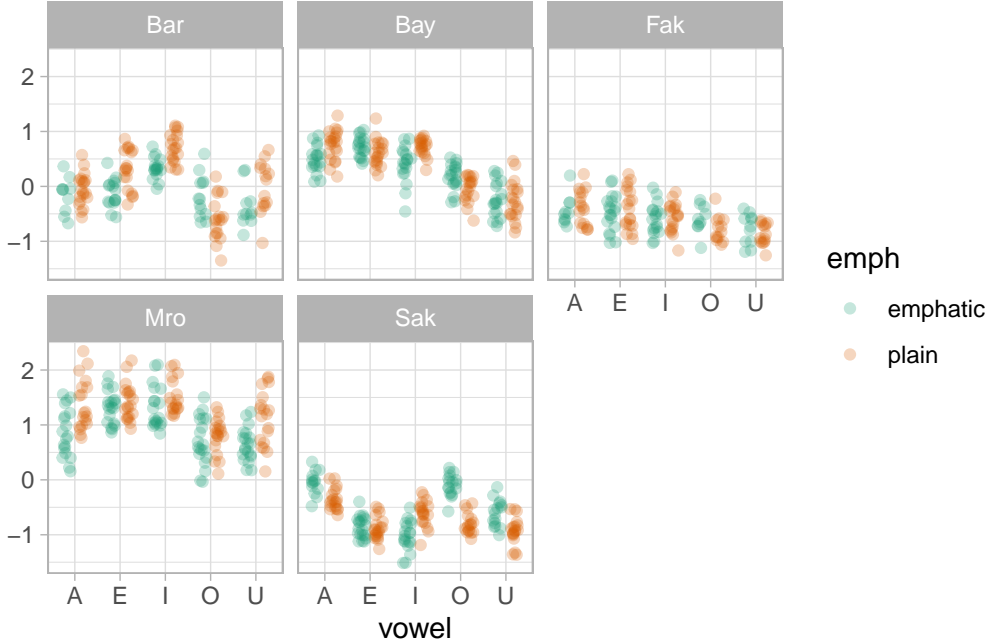 Bar Bay Fak
2
1
0
−1
A E I O U
emph
emphatic
plain
Mro Sak
2
1
0
−1
A E I O U A E I O U
vowel